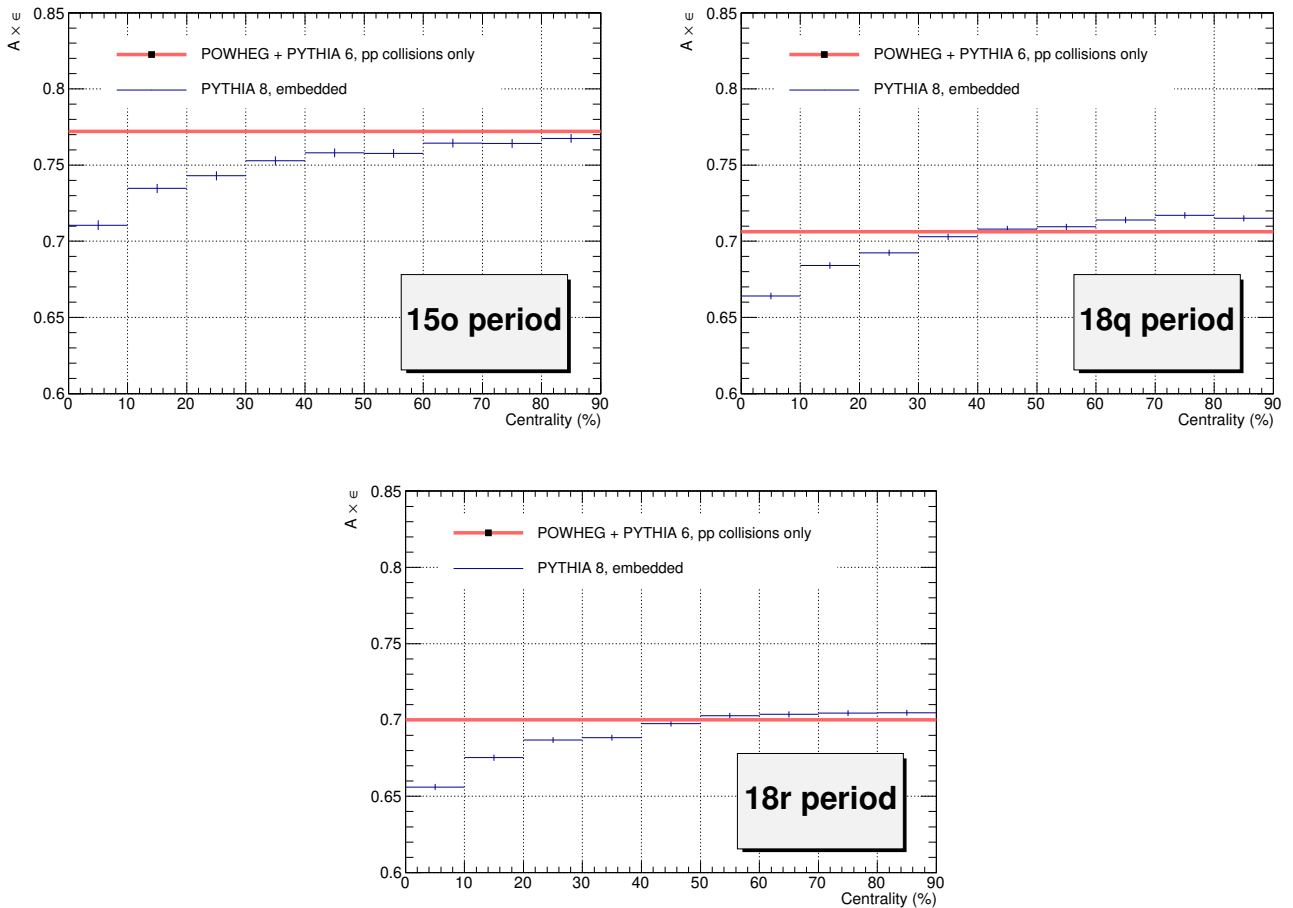 A × ϵ
0.85
0.8
0.75
0.7
0.65
0.6
POWHEG + PYTHIA 6, pp collisions only
PYTHIA 8, embedded
15o period
0 10 20 30 40 50 60 70 80 90
Centrality (%)
A × ϵ
0.85
0.8
0.75
0.7
0.65
0.6
POWHEG + PYTHIA 6, pp collisions only
PYTHIA 8, embedded
18q period
0 10 20 30 40 50 60 70 80 90
Centrality (%)
A × ϵ
0.85
0.8
0.75
0.7
0.65
0.6
POWHEG + PYTHIA 6, pp collisions only
PYTHIA 8, embedded
18r period
0 10 20 30 40 50 60 70 80 90
Centrality (%)